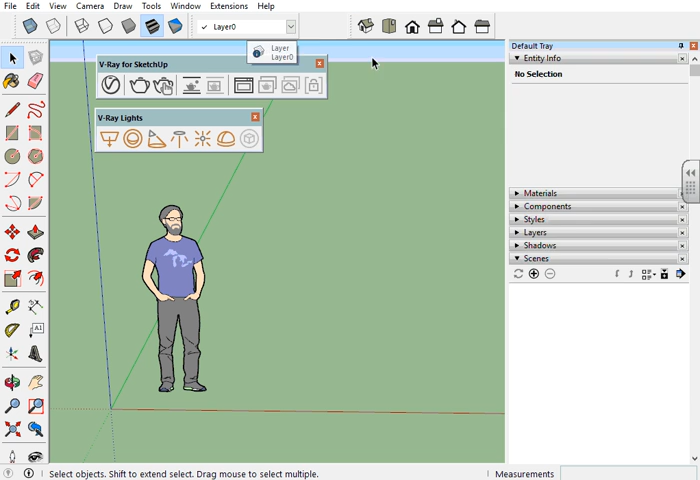 File Edit View Camera Draw Tools Window Extensions Help
Layer0
Layer
Layer0
Default Tray
Entity Info
No Selection
V-Ray for SketchUp
V-Ray Lights
Materials
Components
Styles
Layers
Shadows
Scenes
A1
Select objects. Shift to extend select. Drag mouse to select multiple.
Measurements